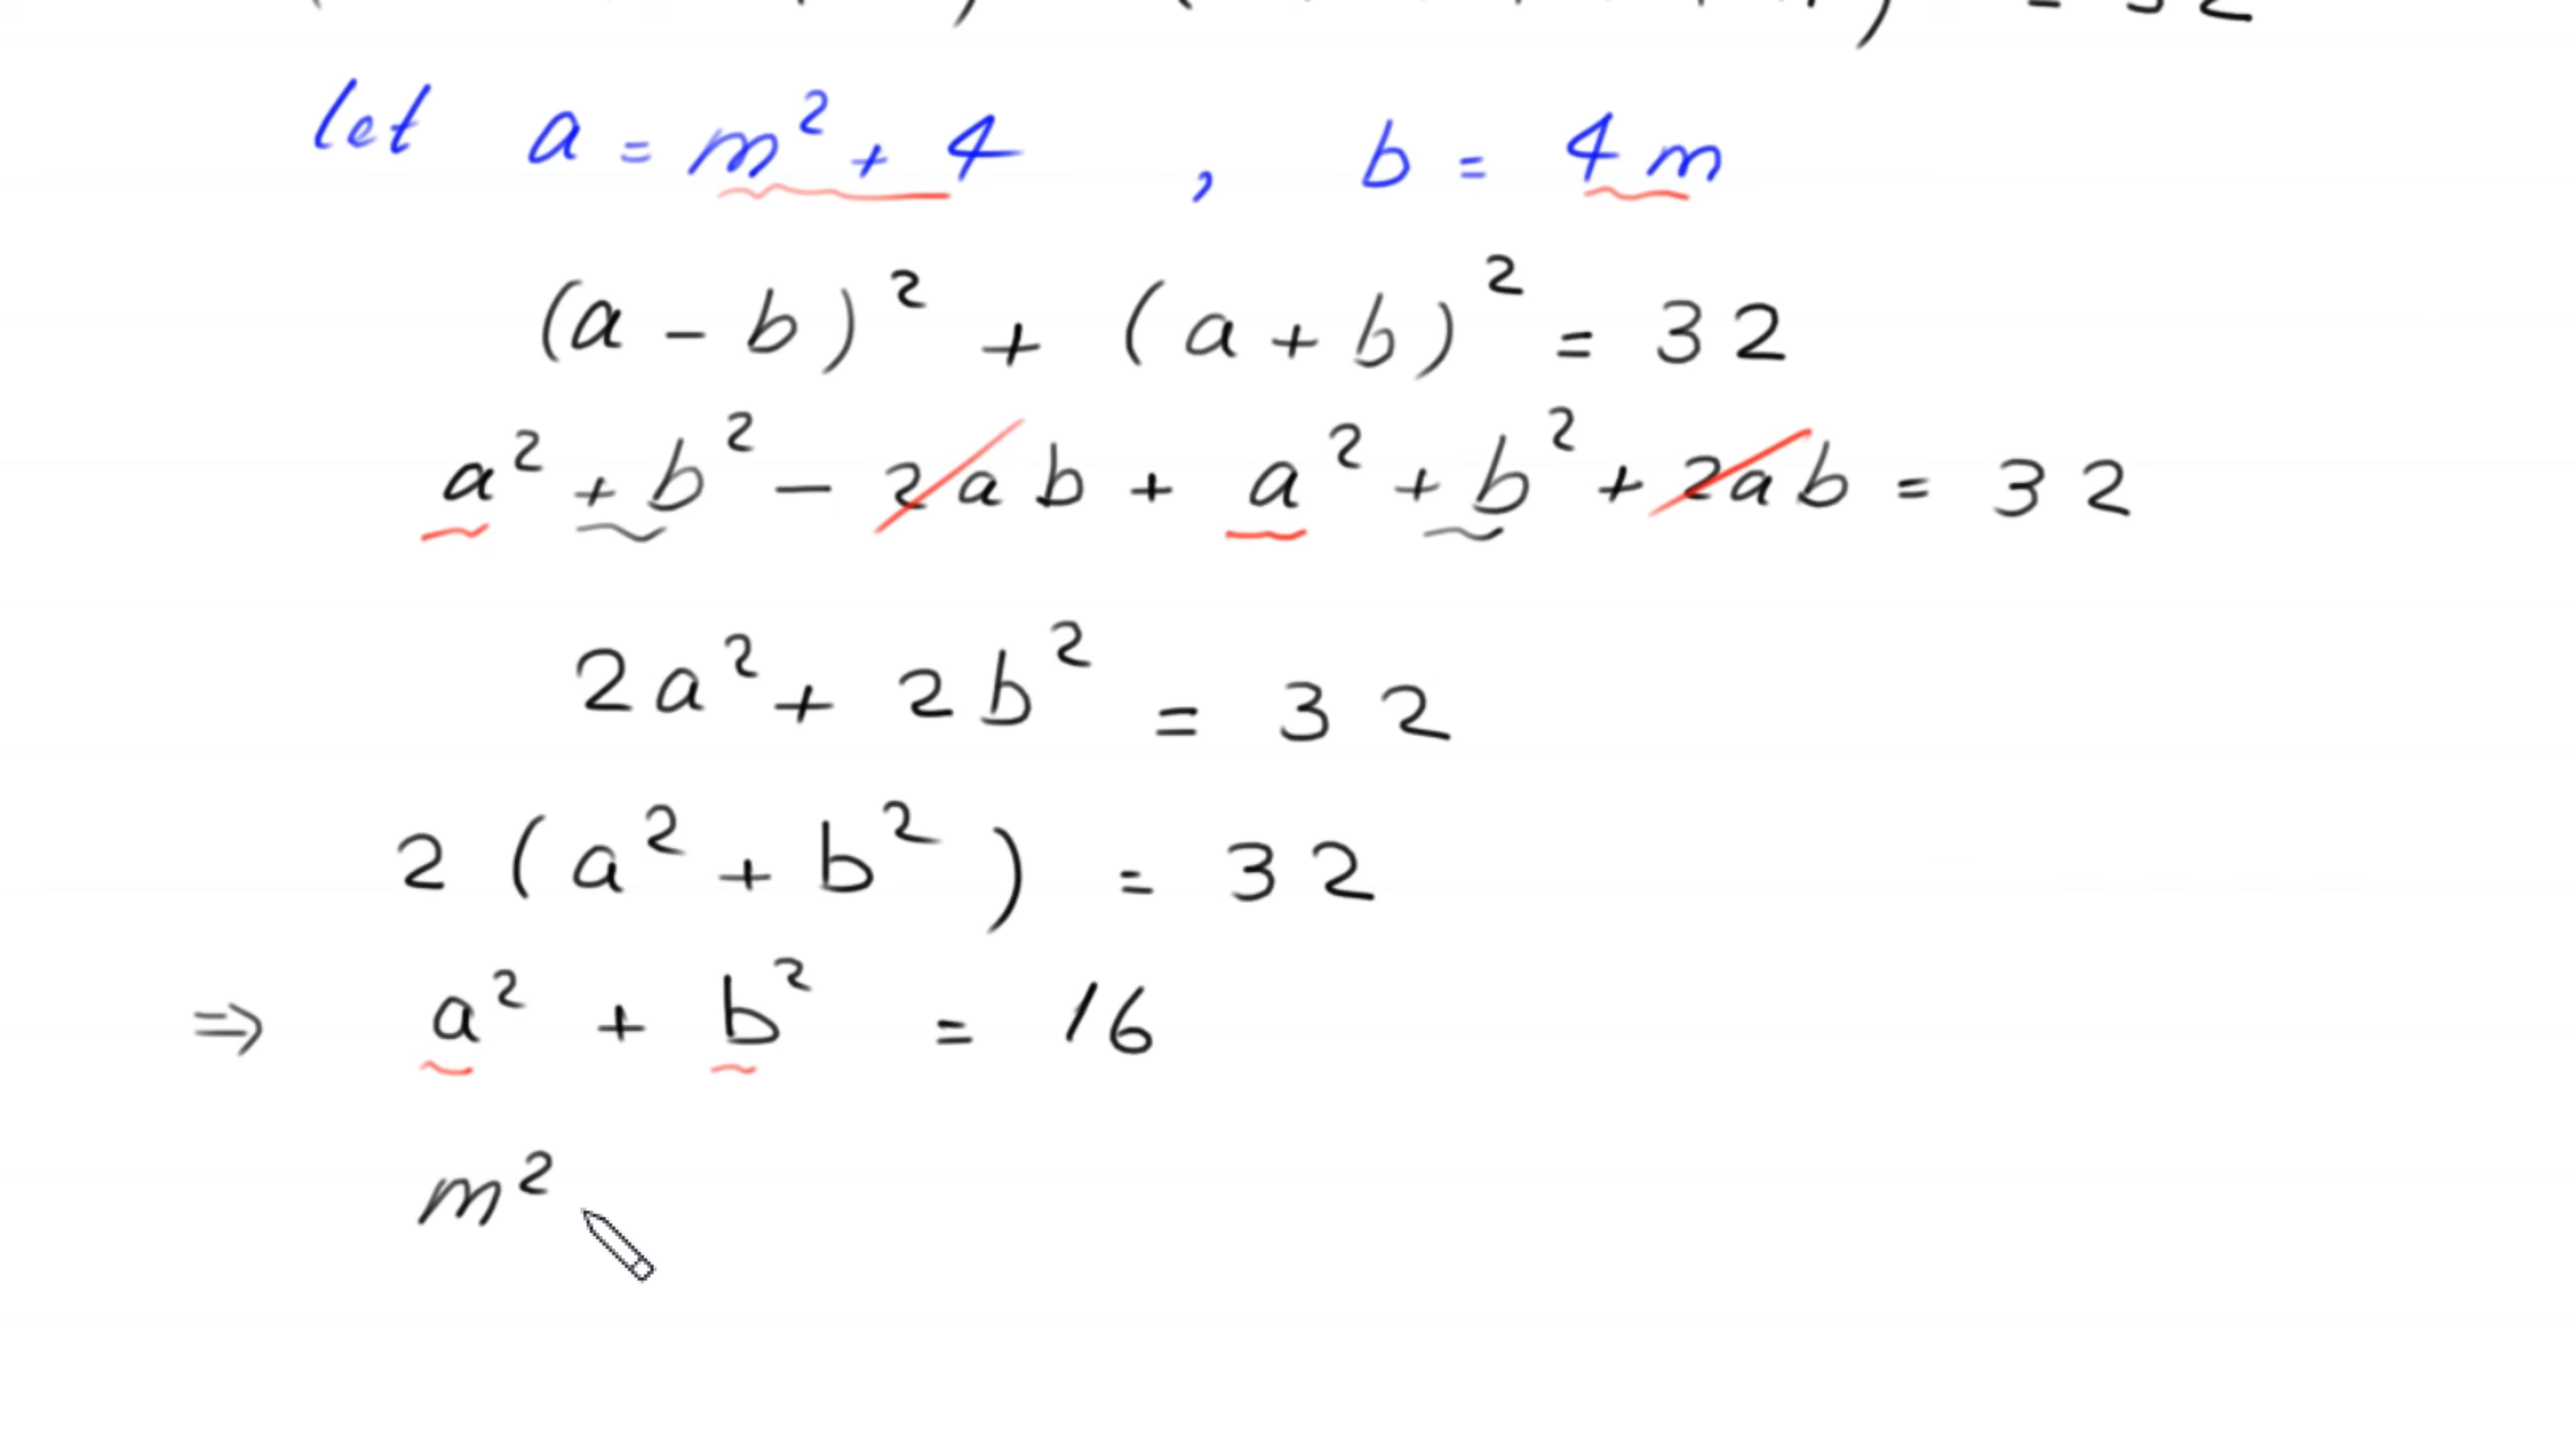 = 32
let a = m² + 4 , b = 4m
(a - b)² + (a + b)² = 32
a² + b² - 2ab + a² + b² + 2ab = 32
2a² + 2b² = 32
2 (a² + b²) = 32
⇒ a² + b² = 16
m²